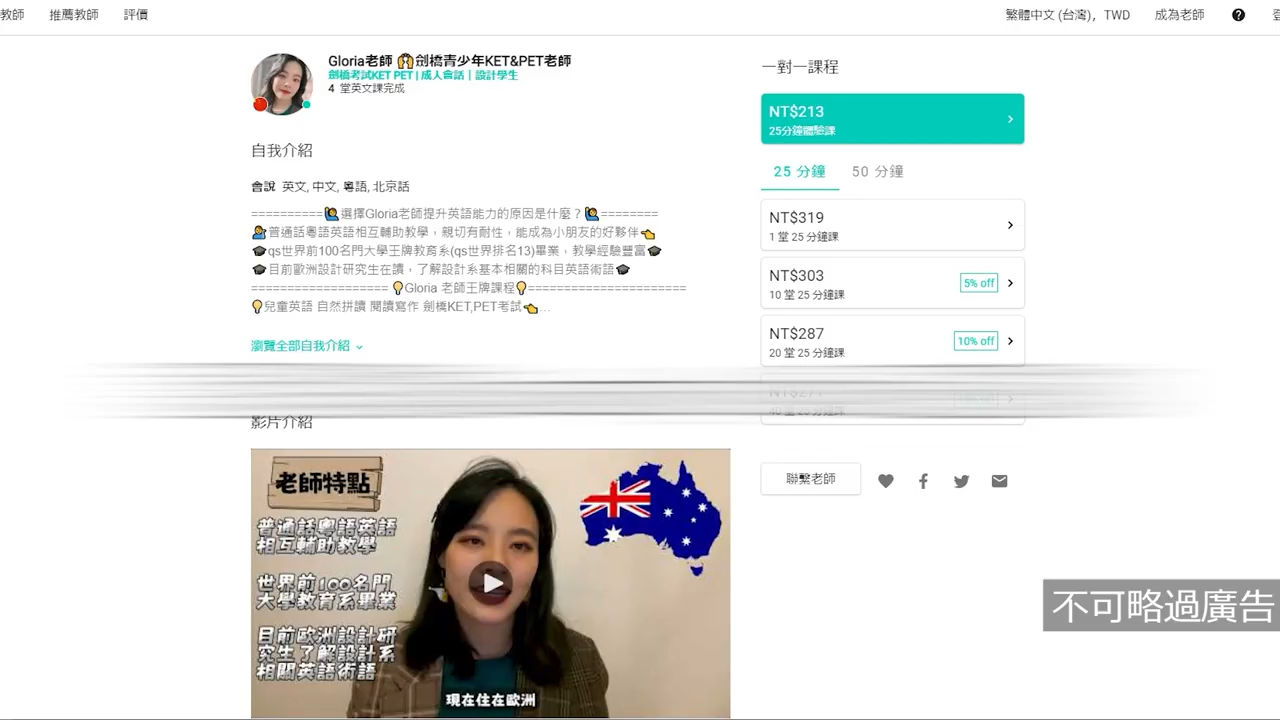 教師 推薦教師 評價
繁體中文 (台灣)，TWD 成為老師
Gloria老師 🙌劍橋青少年KET&PET老師
劍橋考試KET PET | 成人會話｜設計學生
4 堂英文課完成
自我介紹
會說 英文, 中文, 粵語, 北京話
==========🙋選擇Gloria老師提升英語能力的原因是什麼？🙋========
💁普通話粵語英語相互輔助教學，親切有耐性，能成為小朋友的好夥伴👈
🎓qs世界前100名門大學王牌教育系(qs世界排名13)畢業，教學經驗豐富🎓
🎓目前歐洲設計研究生在讀，了解設計系基本相關的科目英語術語🎓
================== 💡Gloria 老師王牌課程💡=====================
💡兒童英語 自然拼讀 閱讀寫作 劍橋KET,PET考試👈...
瀏覽全部自我介紹
影片介紹
老師特點
普通話粵語英語
相互輔助教學
世界前100名門
大學教育系畢業
目前歐洲設計研
究生了解設計系
相關英語術語
現在住在歐洲
一對一課程
NT$213
25分鐘體驗課
25 分鐘 50 分鐘
NT$319
1 堂 25 分鐘課
NT$303
10 堂 25 分鐘課
5% off
NT$287
20 堂 25 分鐘課
10% off
NT$271
聯繫老師
不可略過廣告